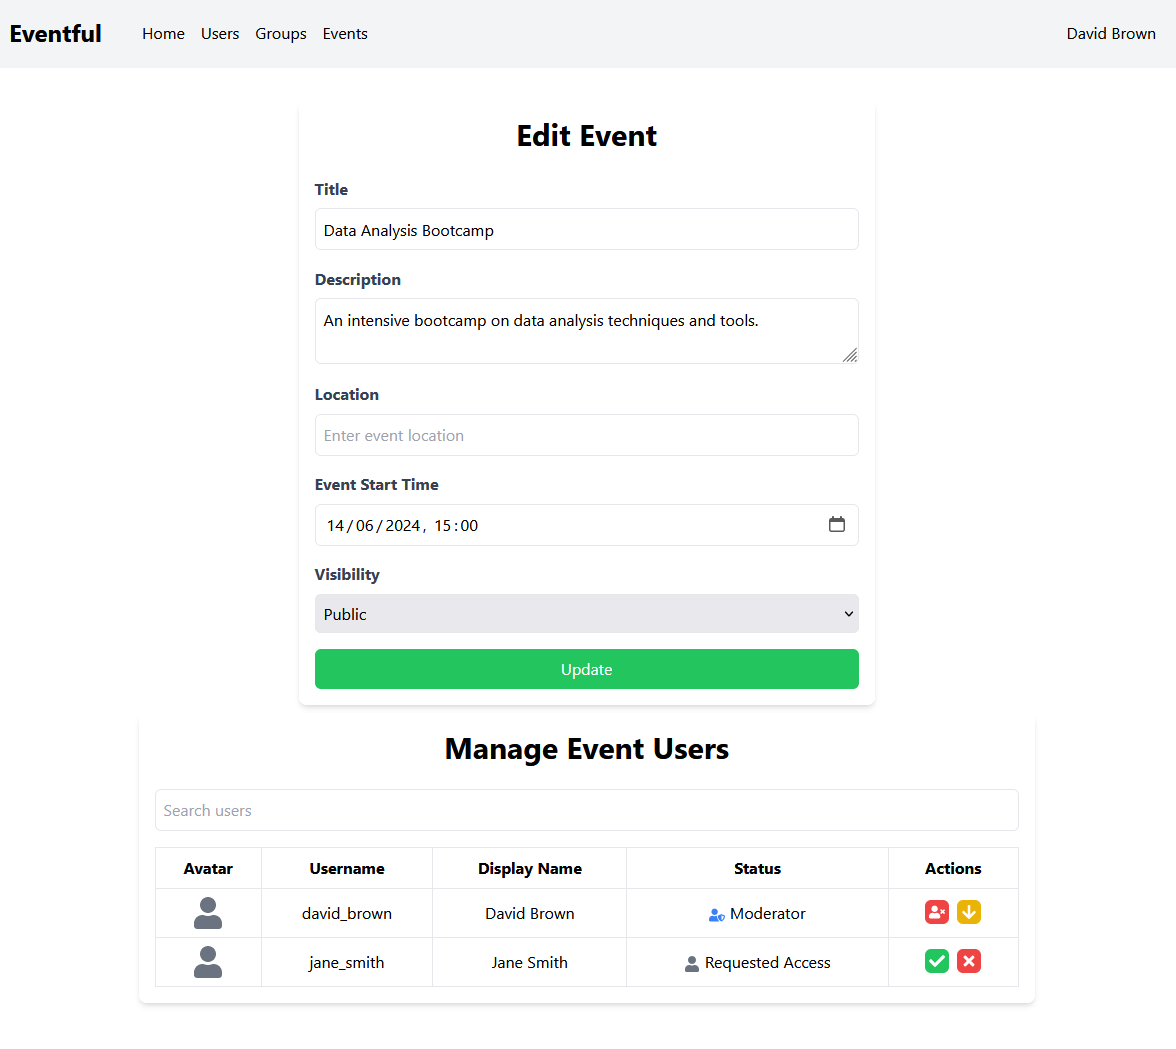 Eventful Home Users Groups Events David Brown
Edit Event
Title
Data Analysis Bootcamp
Description
An intensive bootcamp on data analysis techniques and tools.
Location
Enter event location
Event Start Time
14/06/2024, 15:00
Visibility
Public
Update
Manage Event Users
Search users
Avatar Username Display Name Status Actions
david_brown David Brown Moderator
jane_smith Jane Smith Requested Access